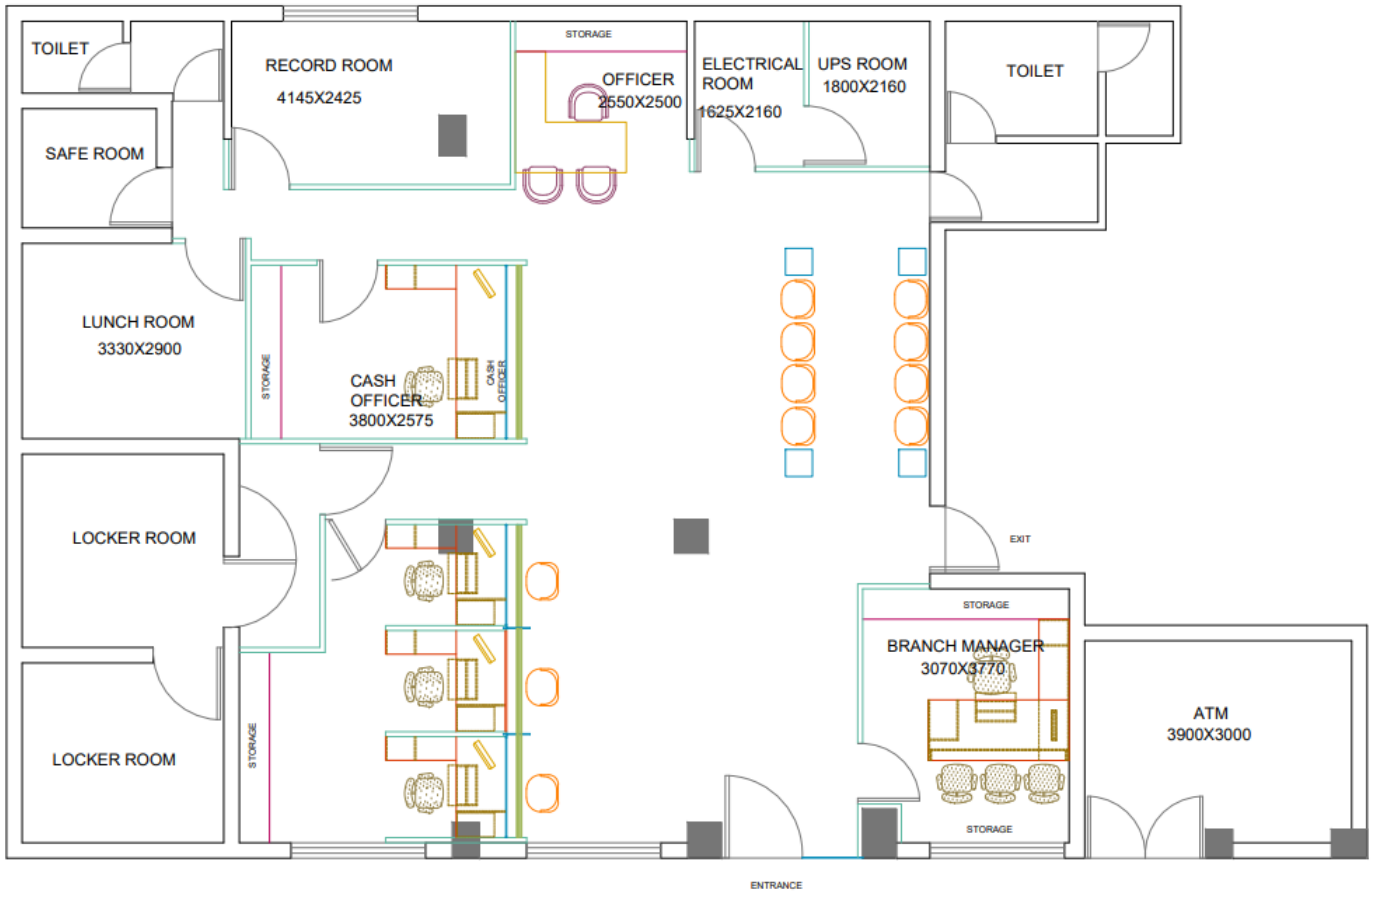 STORAGE
TOILET
RECORD ROOM
4145X2425
OFFICER
2550X2500
ELECTRICAL
ROOM
1625X2160
UPS ROOM
1800X2160
TOILET
SAFE ROOM
LUNCH ROOM
3330X2900
STORAGE
CASH
OFFICER
3800X2575
CASH
OFFICER
LOCKER ROOM
EXIT
STORAGE
BRANCH MANAGER
3070X3770
ATM
3900X3000
STORAGE
LOCKER ROOM
STORAGE
ENTRANCE